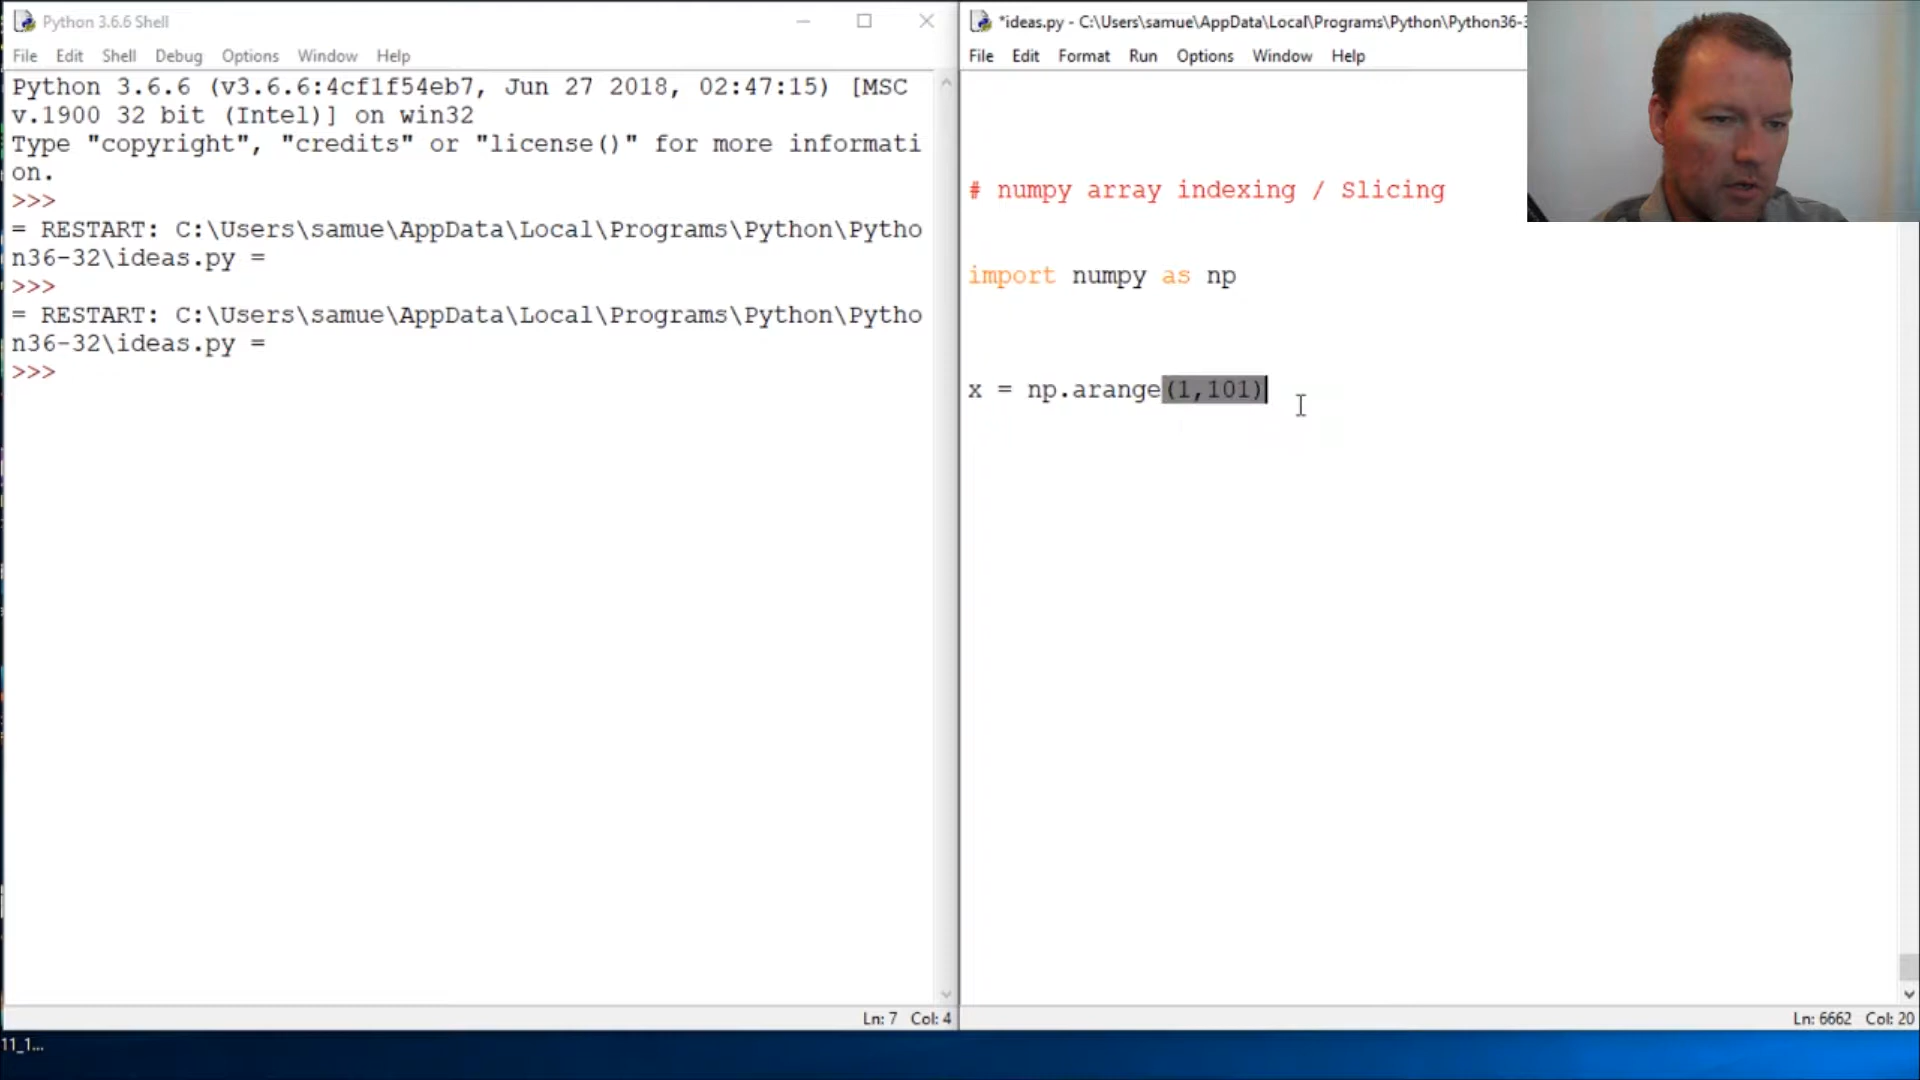 Python 3.6.6 Shell
File Edit Shell Debug Options Window Help
Python 3.6.6 (v3.6.6:4cf1f54eb7, Jun 27 2018, 02:47:15) [MSC
v.1900 32 bit (Intel)] on win32
Type "copyright", "credits" or "license()" for more informati
on.
>>>
= RESTART: C:\Users\samue\AppData\Local\Programs\Python\Pytho
n36-32\ideas.py =
>>>
= RESTART: C:\Users\samue\AppData\Local\Programs\Python\Pytho
n36-32\ideas.py =
>>>
Ln: 7 Col: 4
*ideas.py - C:\Users\samue\AppData\Local\Programs\Python\Python36-3
File Edit Format Run Options Window Help
# numpy array indexing / Slicing
import numpy as np
x = np.arange(1,101)
Ln: 6662 Col: 20
11_1...